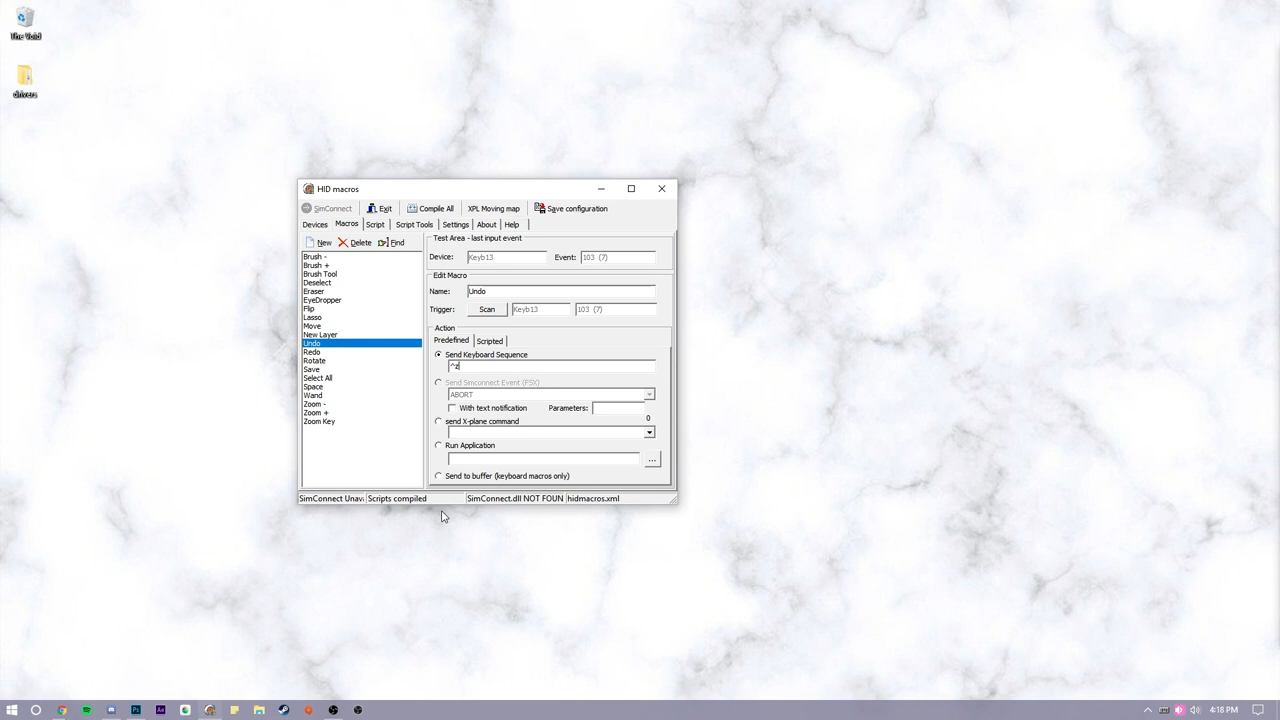 The Void
drivers
HID macros
SimConnect
Exit
Compile All
XPL Moving map
Save configuration
Devices
Macros
Script
Script Tools
Settings
About
Help
New
Delete
Find
Brush -
Brush +
Brush Tool
Deselect
Eraser
EyeDropper
Flip
Lasso
Move
New Layer
Undo
Redo
Rotate
Save
Select All
Space
Wand
Zoom -
Zoom +
Zoom Key
Test Area - last input event
Device: Keyb13 Event: 103 (7)
Edit Macro
Name: Undo
Trigger: Scan Keyb13 103 (7)
Action
Predefined Scripted
Send Keyboard Sequence
^z
Send Simconnect Event (FSX)
ABORT
With text notification Parameters:
0
send X-plane command
Run Application
...
Send to buffer (keyboard macros only)
SimConnect Unava
Scripts compiled
SimConnect.dll NOT FOUN
hidmacros.xml
Ps
Ae
4:18 PM